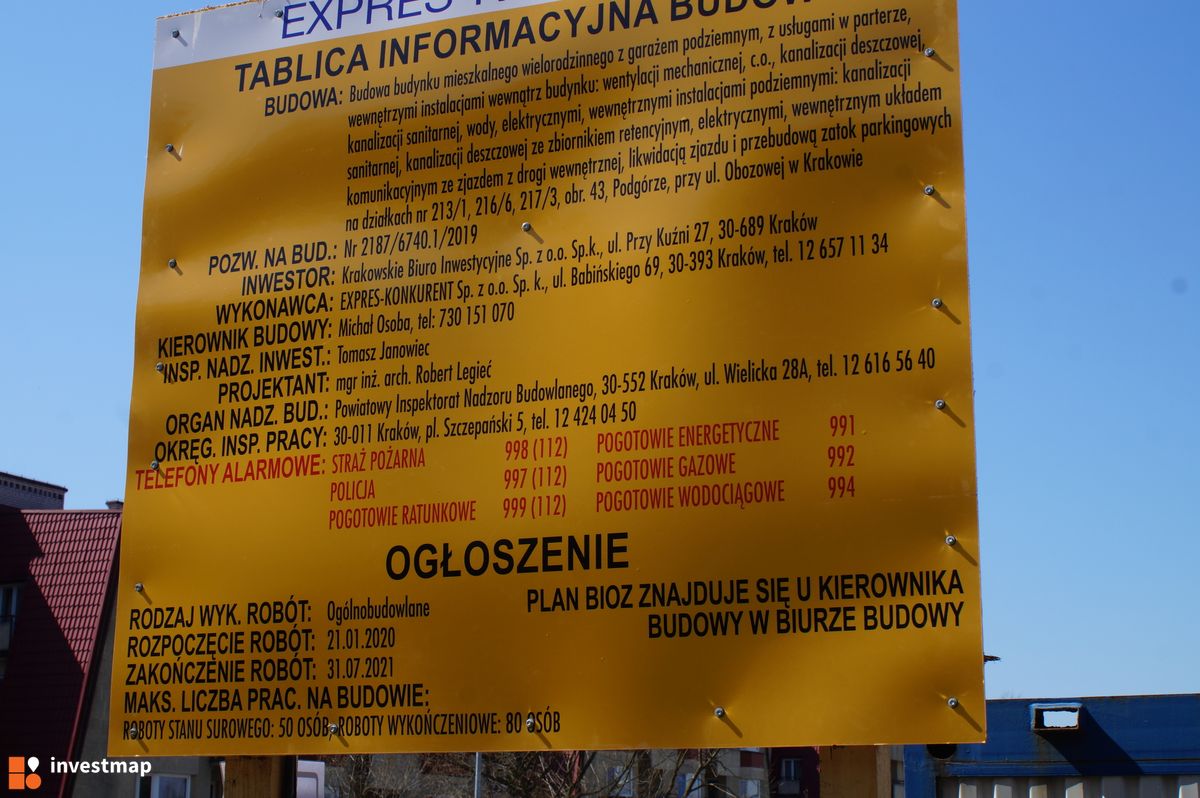 EXPRES
TABLICA INFORMACYJNA
BUDOWA: Budowa budynku mieszkalnego wielorodzinnego z garażem podziemnym, z usługami w parterze,
wewnętrzymi instalacjami wewnątrz budynku: wentylacji mechanicznej, c.o., kanalizacji deszczowej,
kanalizacji sanitarnej, wody, elektrycznymi, wewnętrznymi instalacjami podziemnymi: kanalizacji
sanitarnej, kanalizacji deszczowej ze zbiornikiem retencyjnym, elektrycznymi, wewnętrznym układem
komunikacyjnym ze zjazdem z drogi wewnętrznej, likwidacją zjazdu i przebudową zatok parkingowych
na działkach nr 213/1, 216/6, 217/3, obr. 43, Podgórze, przy ul. Obozowej w Krakowie
POZW. NA BUD.: Nr 2187/6740.1/2019
INWESTOR: Krakowskie Biuro Inwestycyjne Sp. z o.o. Sp.k., ul. Przy Kuźni 27, 30-689 Kraków
WYKONAWCA: EXPRES-KONKURENT Sp. z o.o. Sp. k., ul. Babińskiego 69, 30-393 Kraków, tel. 12 657 11 34
KIEROWNIK BUDOWY: Michał Osoba, tel: 730 151 070
INSP. NADZ. INWEST.: Tomasz Janowiec
PROJEKTANT: mgr inż. arch. Robert Legieć
ORGAN NADZ. BUD.: Powiatowy Inspektorat Nadzoru Budowlanego, 30-552 Kraków, ul. Wielicka 28A, tel. 12 616 56 40
OKRĘG. INSP. PRACY: 30-011 Kraków, pl. Szczepański 5, tel. 12 424 04 50
TELEFONY ALARMOWE: STRAŻ POŻARNA 998 (112) POGOTOWIE ENERGETYCZNE 991
POLICJA 997 (112) POGOTOWIE GAZOWE 992
POGOTOWIE RATUNKOWE 999 (112) POGOTOWIE WODOCIĄGOWE 994
OGŁOSZENIE
RODZAJ WYK. ROBÓT: Ogólnobudowlane
ROZPOCZĘCIE ROBÓT: 21.01.2020
ZAKOŃCZENIE ROBÓT: 31.07.2021
MAKS. LICZBA PRAC. NA BUDOWIE:
ROBOTY STANU SUROWEGO: 50 OSÓB, ROBOTY WYKOŃCZENIOWE: 80 OSÓB
PLAN BIOZ ZNAJDUJE SIĘ U KIEROWNIKA
BUDOWY W BIURZE BUDOWY
investmap